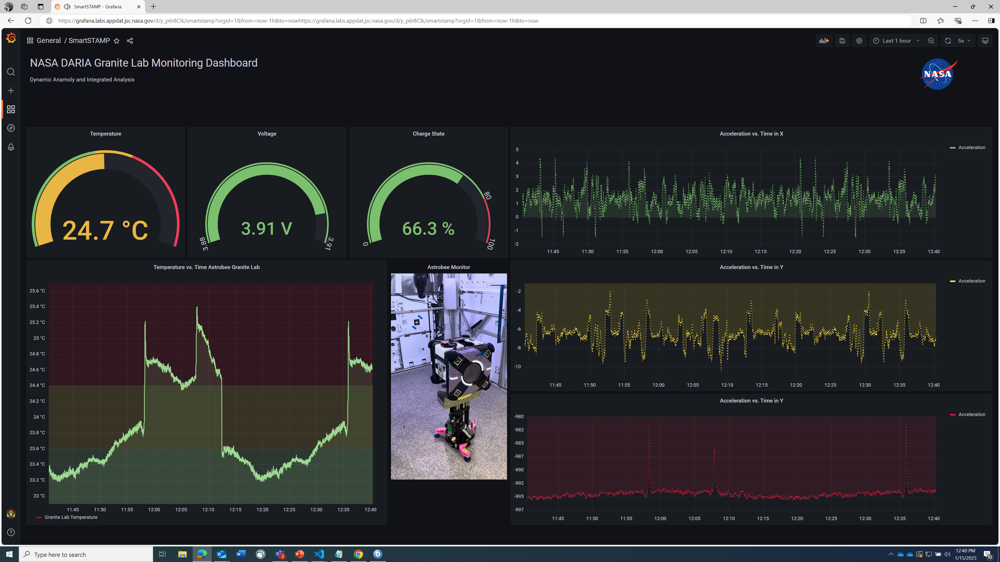 SmartSTAMP - Grafana
https://grafana.labs.appdat.jsc.nasa.gov/d/y_p6r8CIk/smartstamp?orgId=1&from=now-1h&to=nowhttps://grafana.labs.appdat.jsc.nasa.gov/d/y_p6r8CIk/smartstamp?orgId=1&from=now-1h&to=now
General / SmartSTAMP
Last 1 hour
5s
NASA DARIA Granite Lab Monitoring Dashboard
NASA
Dynamic Anamoly and Integrated Analysis
Temperature
24.7 °C
Voltage
3.91 V
3.88
3.91
Charge State
66.3 %
0
80
100
Acceleration vs. Time in X
Acceleration
5
4
3
2
1
0
-1
-2
11:45 11:50 11:55 12:00 12:05 12:10 12:15 12:20 12:25 12:30 12:35 12:40
Temperature vs. Time Astrobee Granite Lab
25.6 °C
25.4 °C
25.2 °C
25 °C
24.8 °C
24.6 °C
24.4 °C
24.2 °C
24 °C
23.8 °C
23.6 °C
23.4 °C
23.2 °C
23 °C
11:45 11:50 11:55 12:00 12:05 12:10 12:15 12:20 12:25 12:30 12:35 12:40
Granite Lab Temperature
Astrobee Monitor
Acceleration vs. Time in Y
Acceleration
-2
-4
-6
-8
-10
11:45 11:50 11:55 12:00 12:05 12:10 12:15 12:20 12:25 12:30 12:35 12:40
Acceleration vs. Time in Y
Acceleration
-980
-982
-985
-987
-990
-992
-995
-997
11:45 11:50 11:55 12:00 12:05 12:10 12:15 12:20 12:25 12:30 12:35 12:40
Type here to search
3
12:40 PM
1/15/2025
10